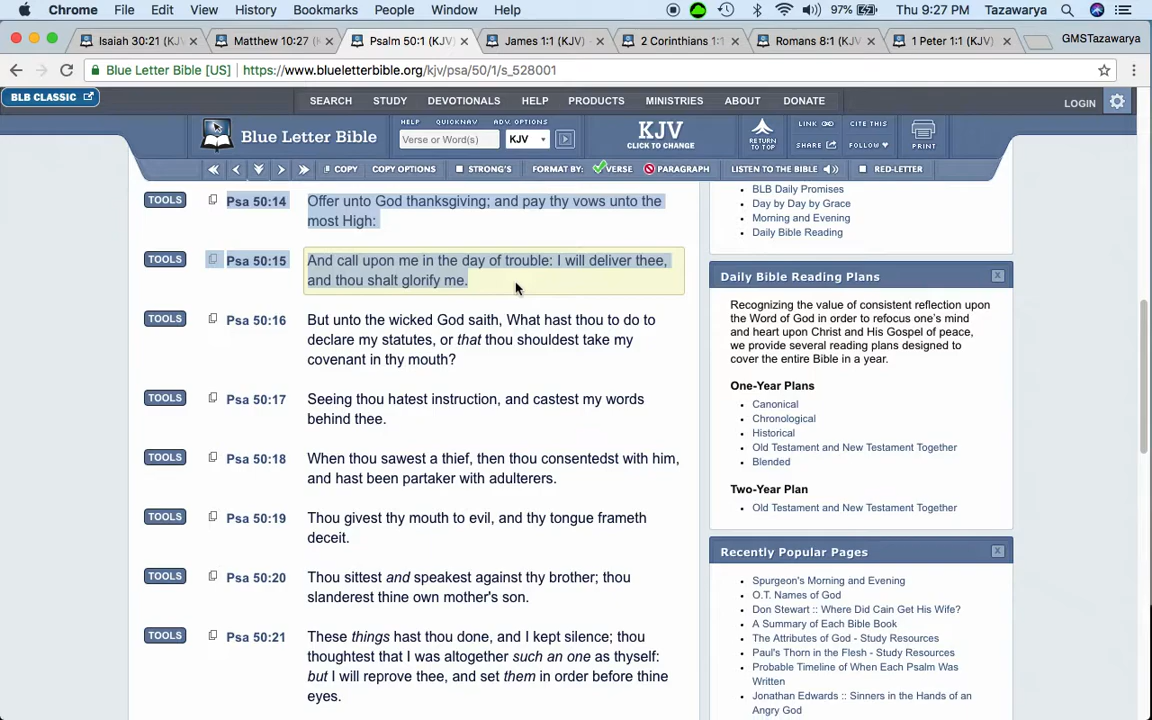 Chrome File Edit View History Bookmarks People Window Help 97% Thu 9:27 PM Tazawarya
Isaiah 30:21 (KJV Matthew 10:27 (KJV Psalm 50:1 (KJV) James 1:1 (KJV) 2 Corinthians 1:1 Romans 8:1 (KJV) 1 Peter 1:1 (KJV) GMSTazawarya
Blue Letter Bible [US] https://www.blueletterbible.org/kjv/psa/50/1/s_528001
BLB CLASSIC SEARCH STUDY DEVOTIONALS HELP PRODUCTS MINISTRIES ABOUT DONATE LOGIN
HELP QUICKNAV ADV. OPTIONS
Blue Letter Bible Verse or Word(s) KJV
KJV
CLICK TO CHANGE
RETURN
TO TOP
LINK CITE THIS
SHARE FOLLOW PRINT
COPY COPY OPTIONS STRONG'S FORMAT BY: VERSE PARAGRAPH LISTEN TO THE BIBLE RED-LETTER
TOOLS Psa 50:14 Offer unto God thanksgiving; and pay thy vows unto the
most High:
TOOLS Psa 50:15 And call upon me in the day of trouble: I will deliver thee,
and thou shalt glorify me.
TOOLS Psa 50:16 But unto the wicked God saith, What hast thou to do to
declare my statutes, or that thou shouldest take my
covenant in thy mouth?
TOOLS Psa 50:17 Seeing thou hatest instruction, and castest my words
behind thee.
TOOLS Psa 50:18 When thou sawest a thief, then thou consentedst with him,
and hast been partaker with adulterers.
TOOLS Psa 50:19 Thou givest thy mouth to evil, and thy tongue frameth
deceit.
TOOLS Psa 50:20 Thou sittest and speakest against thy brother; thou
slanderest thine own mother's son.
TOOLS Psa 50:21 These things hast thou done, and I kept silence; thou
thoughtest that I was altogether such an one as thyself:
but I will reprove thee, and set them in order before thine
eyes.
BLB Daily Promises
Day by Day by Grace
Morning and Evening
Daily Bible Reading
Daily Bible Reading Plans
Recognizing the value of consistent reflection upon
the Word of God in order to refocus one's mind
and heart upon Christ and His Gospel of peace,
we provide several reading plans designed to
cover the entire Bible in a year.
One-Year Plans
Canonical
Chronological
Historical
Old Testament and New Testament Together
Blended
Two-Year Plan
Old Testament and New Testament Together
Recently Popular Pages
Spurgeon's Morning and Evening
O.T. Names of God
Don Stewart :: Where Did Cain Get His Wife?
A Summary of Each Bible Book
The Attributes of God - Study Resources
Paul's Thorn in the Flesh - Study Resources
Probable Timeline of When Each Psalm Was
Written
Jonathan Edwards :: Sinners in the Hands of an
Angry God